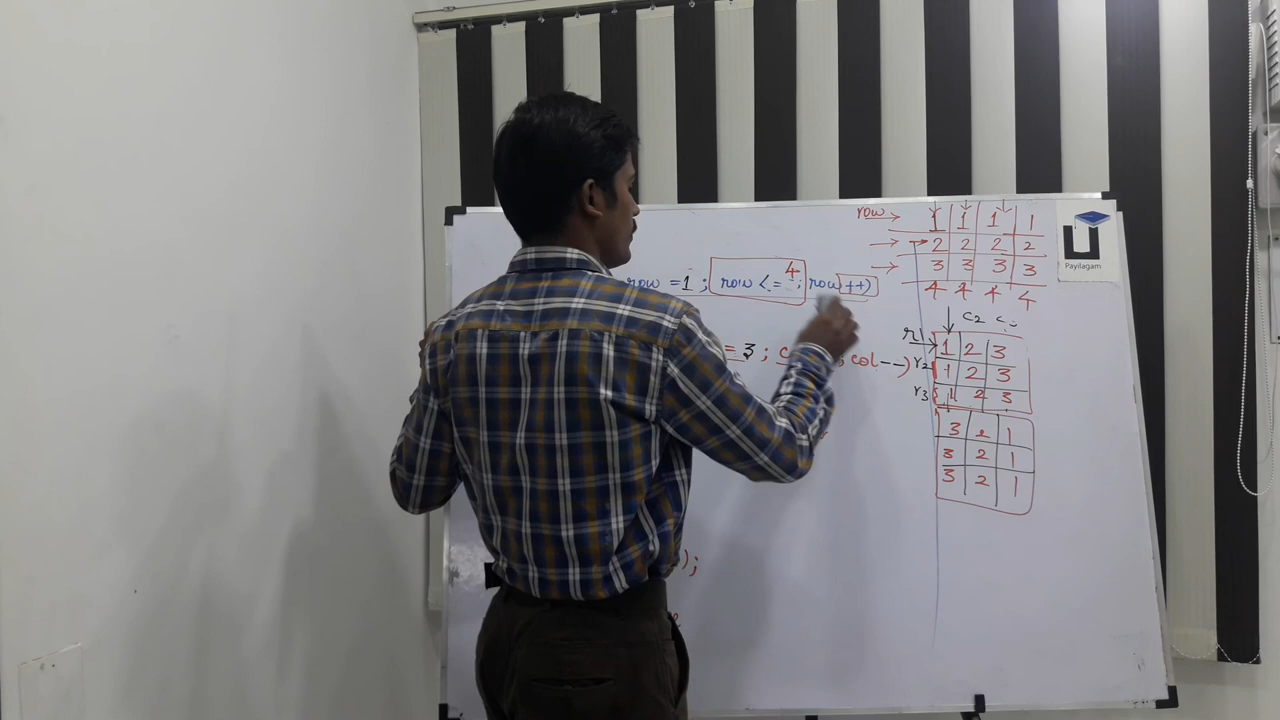 row =1 ; row <= 4 ; row ++)
= 3 ; ; col --)
);
row 1 1 1 1
2 2 2 2
3 3 3 3
4 4 4 4
Payilagam
c2
r1 1 2 3
r2 1 2 3
r3 1 2 3
3 2 1
3 2 1
3 2 1